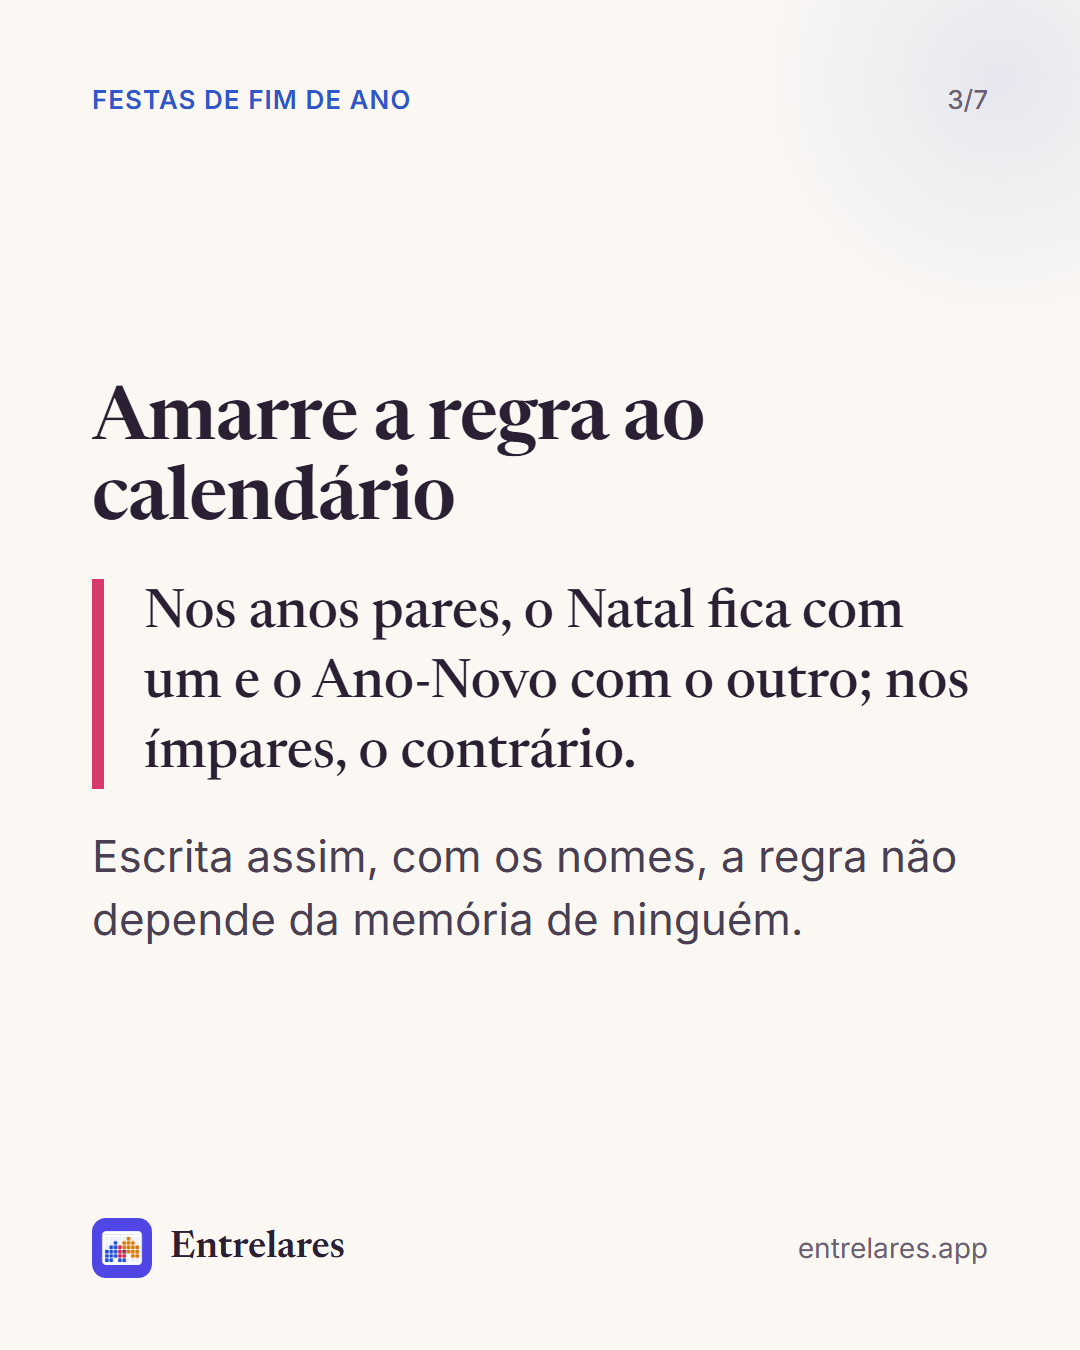 FESTAS DE FIM DE ANO
3/7
Amarre a regra ao
calendário
Nos anos pares, o Natal fica com
um e o Ano-Novo com o outro; nos
ímpares, o contrário.
Escrita assim, com os nomes, a regra não
depende da memória de ninguém.
Entrelares
entrelares.app